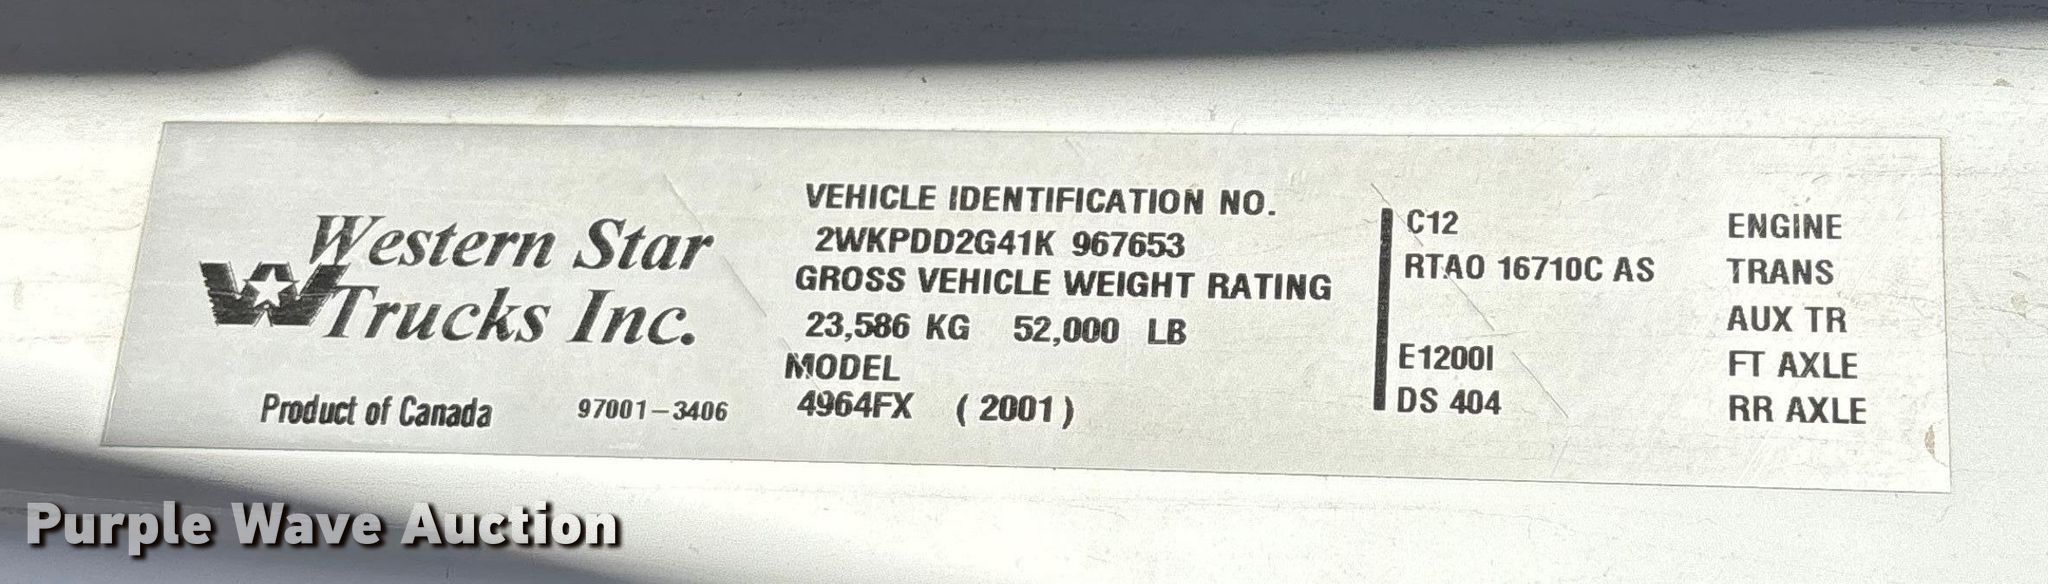 Western Star
Trucks Inc.
Product of Canada 97001-3406
VEHICLE IDENTIFICATION NO.
2WKPDD2G41K 967653
GROSS VEHICLE WEIGHT RATING
23,586 KG 52,000 LB
MODEL
4964FX (2001)
C12 ENGINE
RTAO 16710C AS TRANS
AUX TR
E1200I FT AXLE
DS 404 RR AXLE
Purple Wave Auction